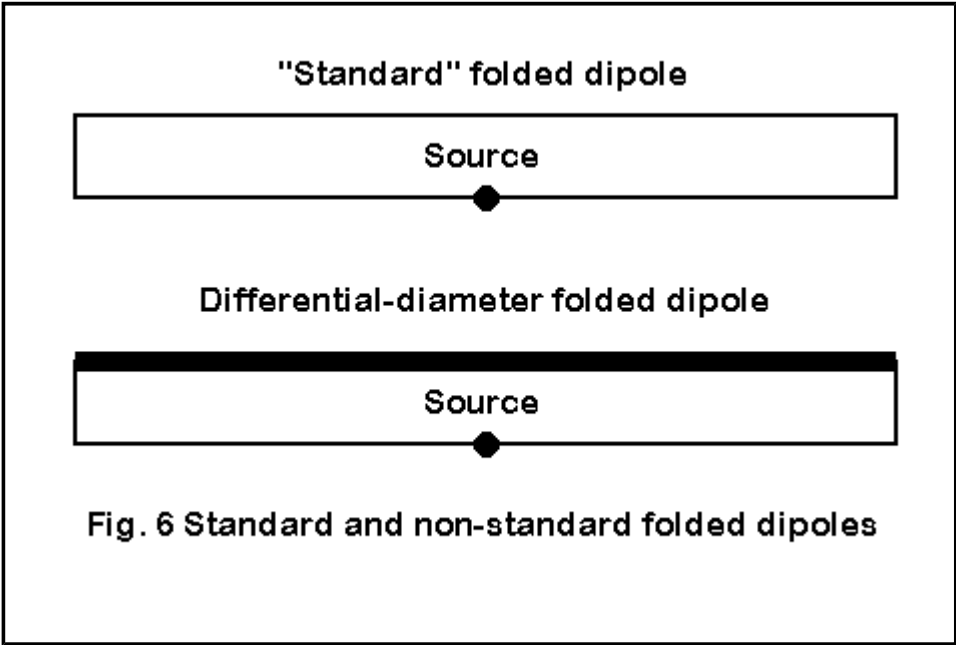 "Standard" folded dipole
Source
Differential-diameter folded dipole
Source
Fig. 6 Standard and non-standard folded dipoles